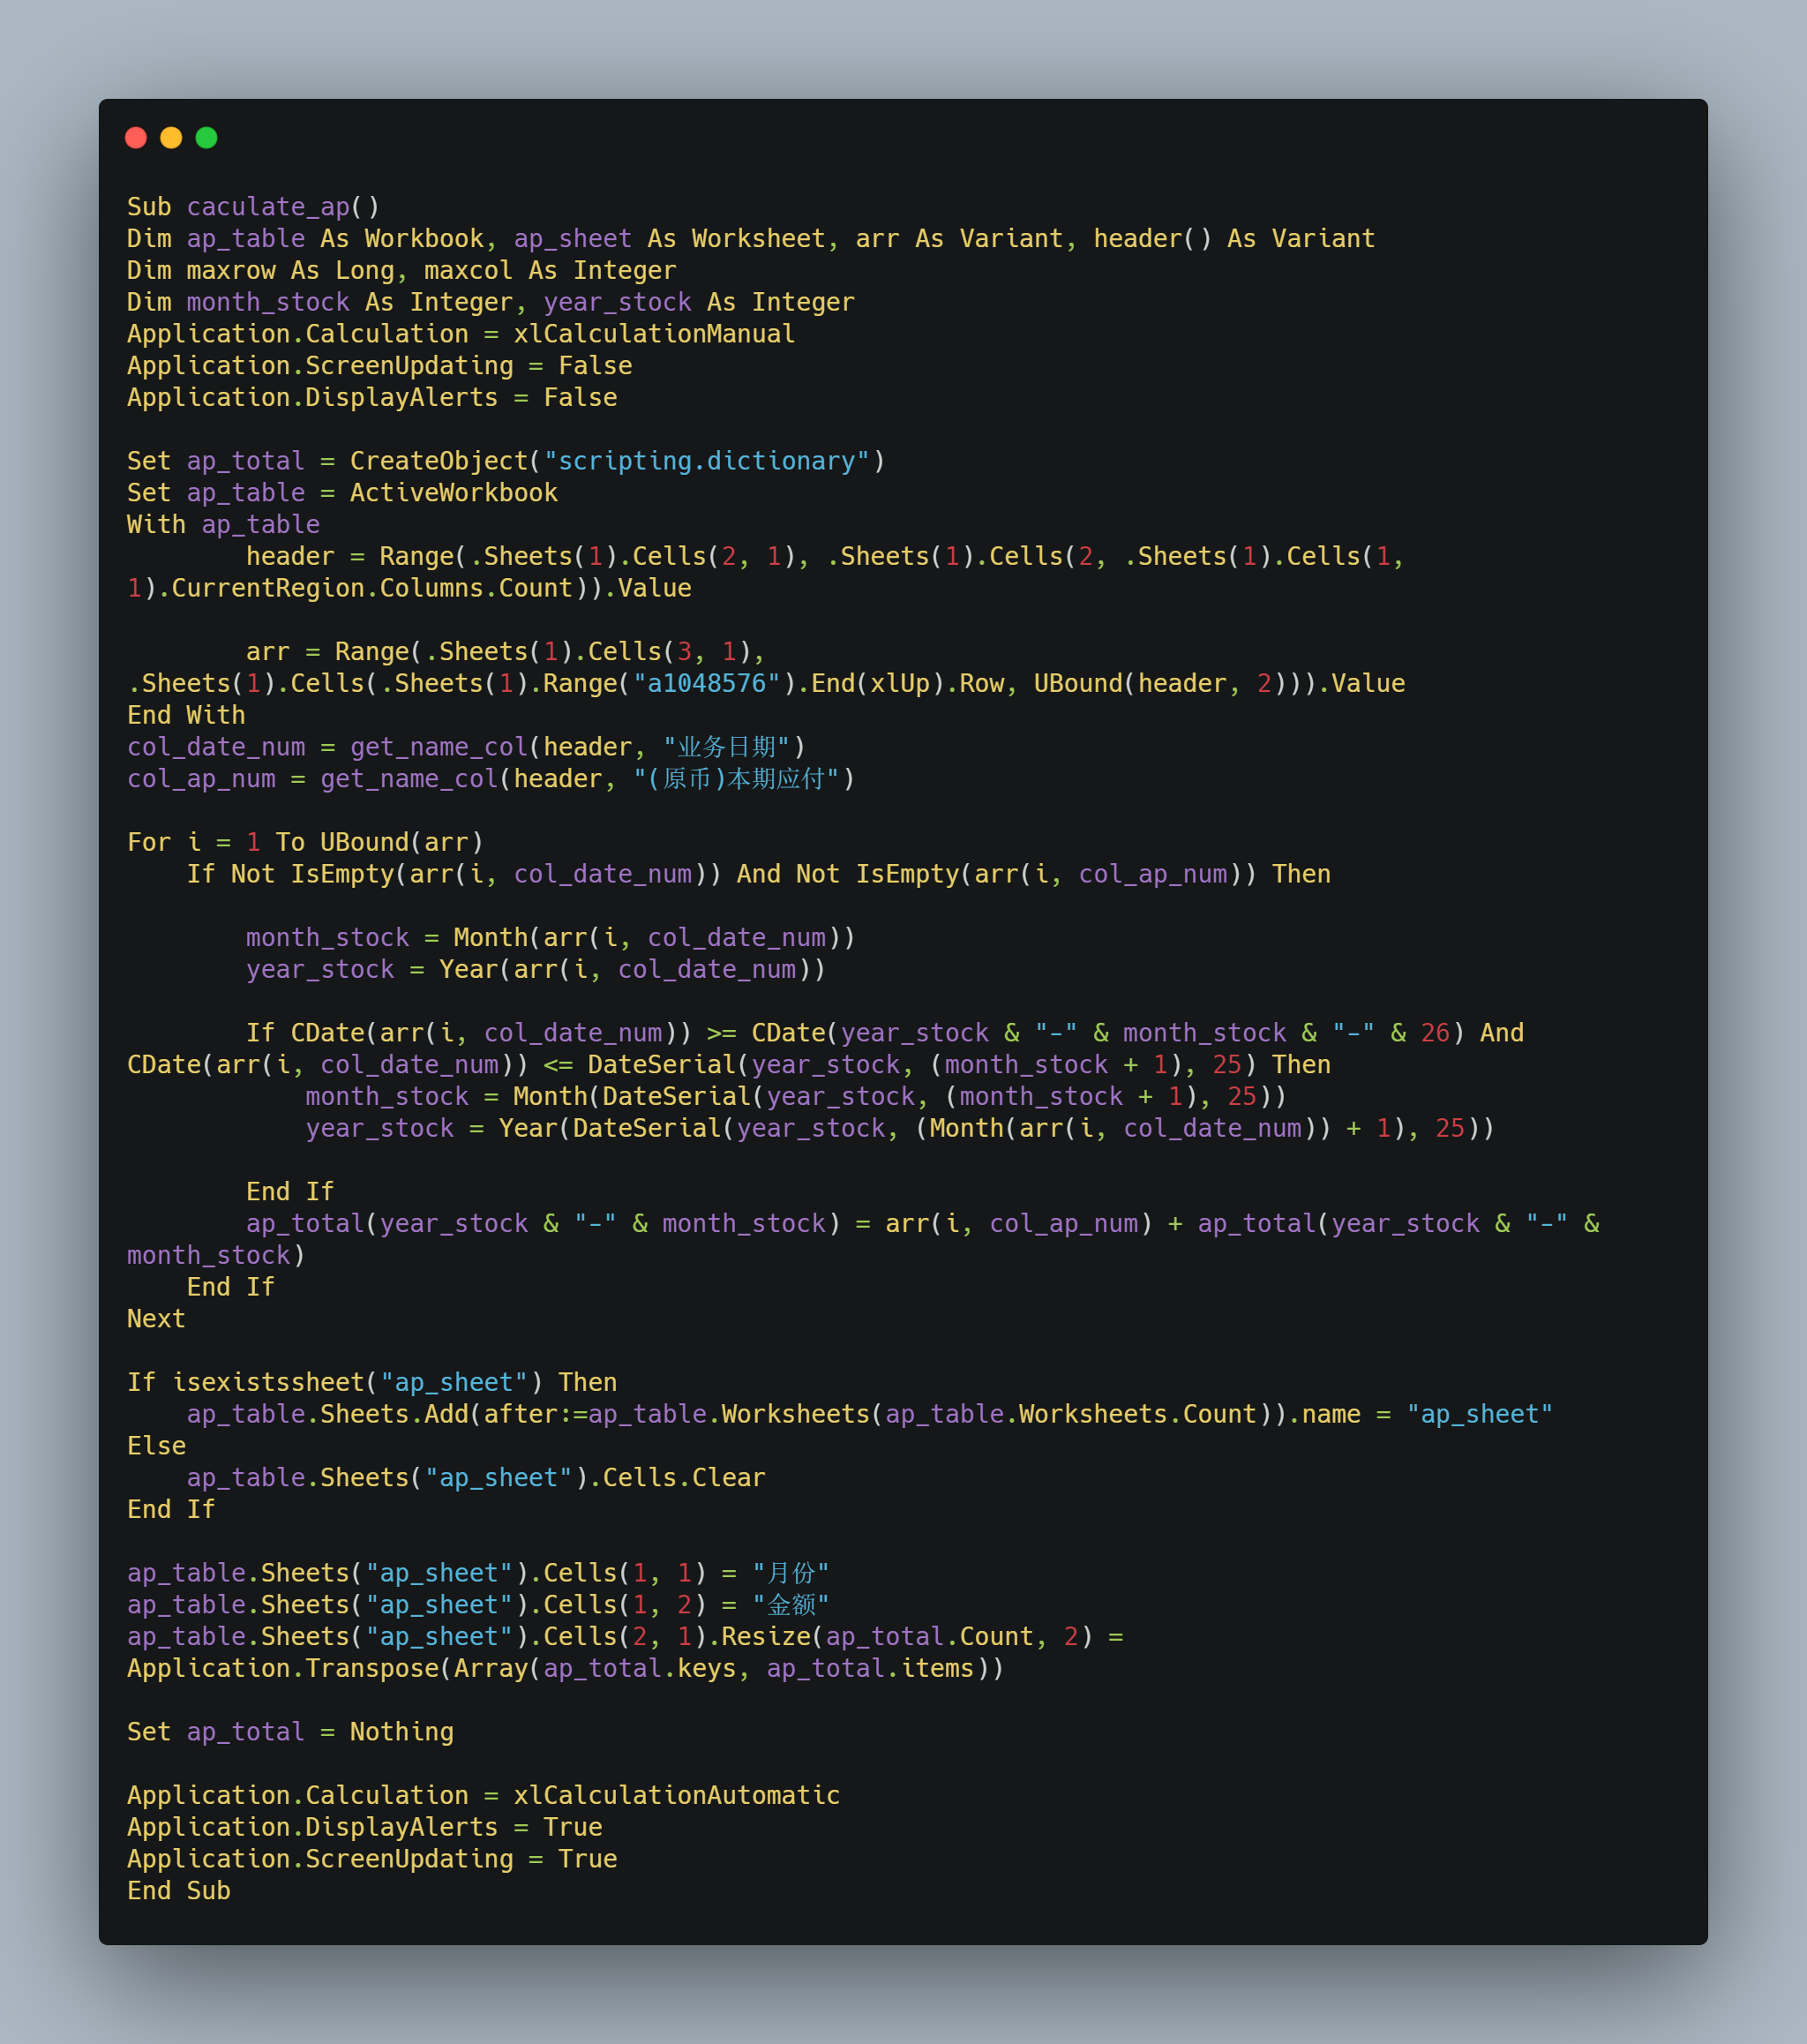 Sub caculate_ap()
Dim ap_table As Workbook, ap_sheet As Worksheet, arr As Variant, header() As Variant
Dim maxrow As Long, maxcol As Integer
Dim month_stock As Integer, year_stock As Integer
Application.Calculation = xlCalculationManual
Application.ScreenUpdating = False
Application.DisplayAlerts = False

Set ap_total = CreateObject("scripting.dictionary")
Set ap_table = ActiveWorkbook
With ap_table
        header = Range(.Sheets(1).Cells(2, 1), .Sheets(1).Cells(2, .Sheets(1).Cells(1,
1).CurrentRegion.Columns.Count)).Value

        arr = Range(.Sheets(1).Cells(3, 1),
.Sheets(1).Cells(.Sheets(1).Range("a1048576").End(xlUp).Row, UBound(header, 2))).Value
End With
col_date_num = get_name_col(header, "业务日期")
col_ap_num = get_name_col(header, "(原币)本期应付")

For i = 1 To UBound(arr)
    If Not IsEmpty(arr(i, col_date_num)) And Not IsEmpty(arr(i, col_ap_num)) Then

        month_stock = Month(arr(i, col_date_num))
        year_stock = Year(arr(i, col_date_num))

        If CDate(arr(i, col_date_num)) >= CDate(year_stock & "-" & month_stock & "-" & 26) And
CDate(arr(i, col_date_num)) <= DateSerial(year_stock, (month_stock + 1), 25) Then
            month_stock = Month(DateSerial(year_stock, (month_stock + 1), 25))
            year_stock = Year(DateSerial(year_stock, (Month(arr(i, col_date_num)) + 1), 25))

        End If
        ap_total(year_stock & "-" & month_stock) = arr(i, col_ap_num) + ap_total(year_stock & "-" &
month_stock)
    End If
Next

If isexistssheet("ap_sheet") Then
    ap_table.Sheets.Add(after:=ap_table.Worksheets(ap_table.Worksheets.Count)).name = "ap_sheet"
Else
    ap_table.Sheets("ap_sheet").Cells.Clear
End If

ap_table.Sheets("ap_sheet").Cells(1, 1) = "月份"
ap_table.Sheets("ap_sheet").Cells(1, 2) = "金额"
ap_table.Sheets("ap_sheet").Cells(2, 1).Resize(ap_total.Count, 2) =
Application.Transpose(Array(ap_total.keys, ap_total.items))

Set ap_total = Nothing

Application.Calculation = xlCalculationAutomatic
Application.DisplayAlerts = True
Application.ScreenUpdating = True
End Sub